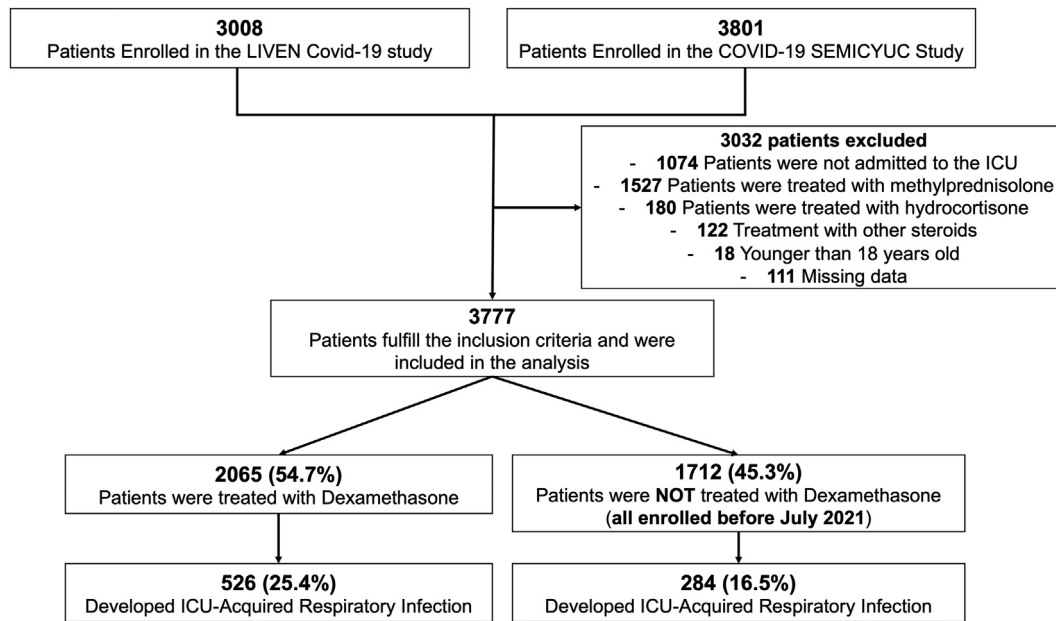 3008
Patients Enrolled in the LIVEN Covid-19 study
3801
Patients Enrolled in the COVID-19 SEMICYUC Study
3032 patients excluded
- 1074 Patients were not admitted to the ICU
- 1527 Patients were treated with methylprednisolone
- 180 Patients were treated with hydrocortisone
- 122 Treatment with other steroids
- 18 Younger than 18 years old
- 111 Missing data
3777
Patients fulfill the inclusion criteria and were
included in the analysis
2065 (54.7%)
Patients were treated with Dexamethasone
1712 (45.3%)
Patients were NOT treated with Dexamethasone
(all enrolled before July 2021)
526 (25.4%)
Developed ICU-Acquired Respiratory Infection
284 (16.5%)
Developed ICU-Acquired Respiratory Infection